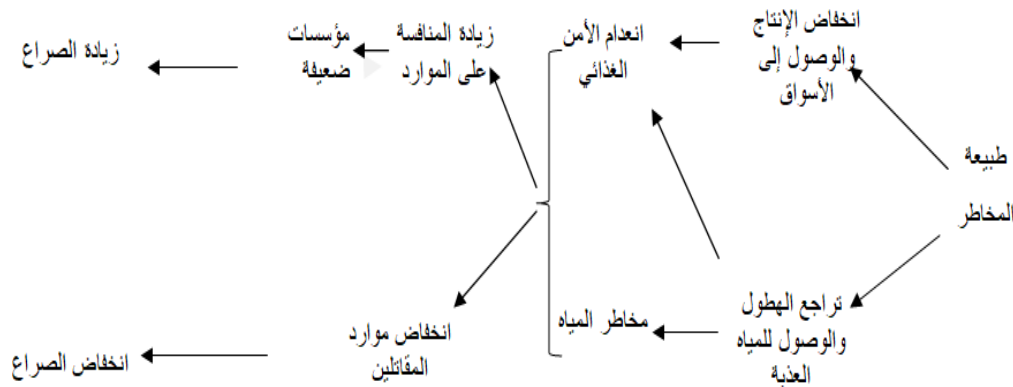 طبيعة
المخاطر
انخفاض الإنتاج
والوصول إلى
الأسواق
انعدام الأمن
الغذائي
زيادة المنافسة
على الموارد
مؤسسات
ضعيفة
زيادة الصراع
تراجع الهطول
والوصول للمياه
العذبة
مخاطر المياه
انخفاض موارد
المقاتلين
انخفاض الصراع